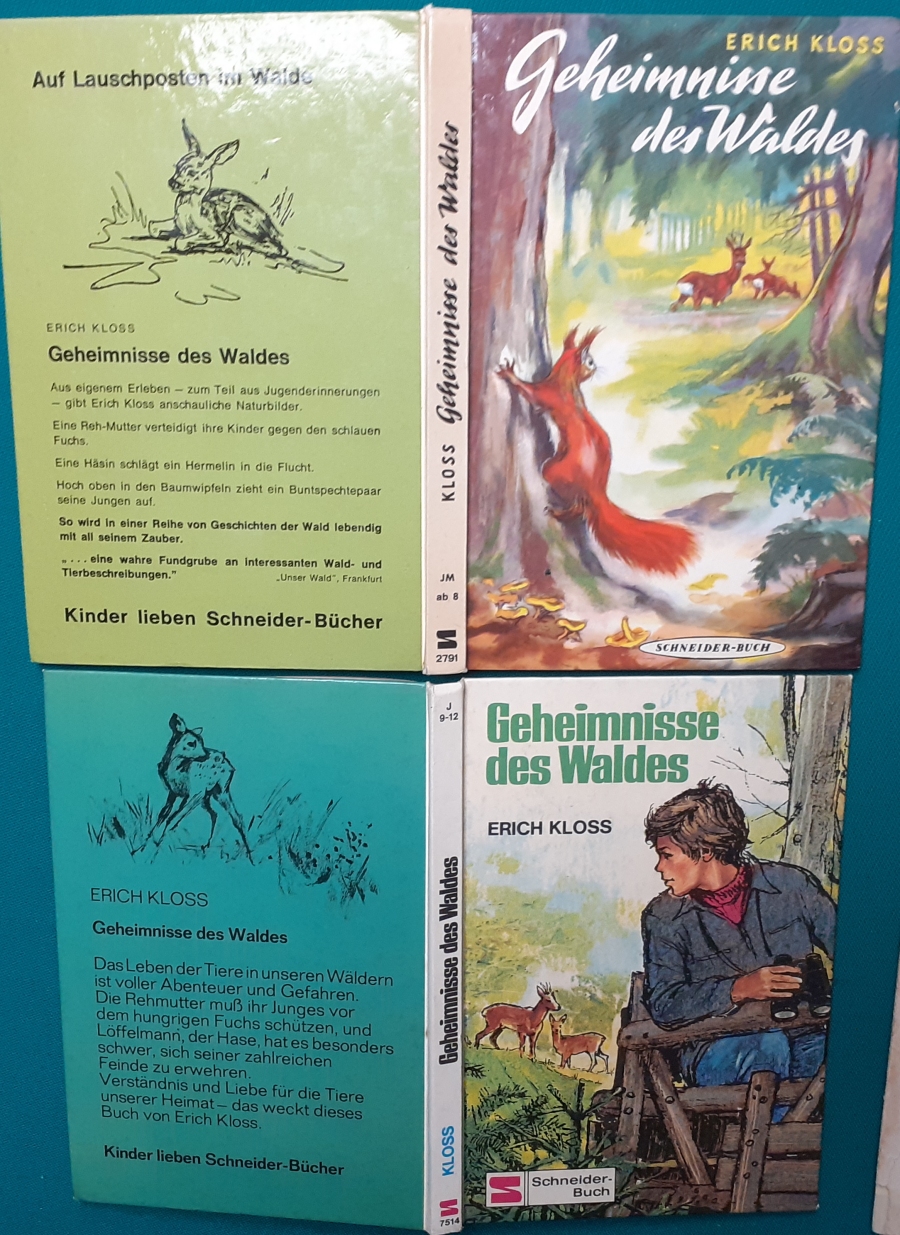 Auf Lauschposten im Walde
ERICH KLOSS
Geheimnisse des Waldes
Aus eigenem Erleben — zum Teil aus Jugenderinnerungen
— gibt Erich Kloss anschauliche Naturbilder.
Eine Reh-Mutter verteidigt ihre Kinder gegen den schlauen
Fuchs.
Eine Häsin schlägt ein Hermelin in die Flucht.
Hoch oben in den Baumwipfeln zieht ein Buntspechtepaar
seine Jungen auf.
So wird in einer Reihe von Geschichten der Wald lebendig
mit all seinem Zauber.
„... eine wahre Fundgrube an interessanten Wald- und
Tierbeschreibungen."
„Unser Wald", Frankfurt
Kinder lieben Schneider-Bücher
KLOSS Geheimnisse des Waldes
JM
ab 8
2791
ERICH KLOSS
Geheimnisse
des Waldes
SCHNEIDER-BUCH
ERICH KLOSS
Geheimnisse des Waldes
Das Leben der Tiere in unseren Wäldern
ist voller Abenteuer und Gefahren.
Die Rehmutter muß ihr Junges vor
dem hungrigen Fuchs schützen, und
Löffelmann, der Hase, hat es besonders
schwer, sich seiner zahlreichen
Feinde zu erwehren.
Verständnis und Liebe für die Tiere
unserer Heimat — das weckt dieses
Buch von Erich Kloss.
Kinder lieben Schneider-Bücher
J
9-12
KLOSS Geheimnisse des Waldes
7514
Geheimnisse
des Waldes
ERICH KLOSS
Schneider-
Buch